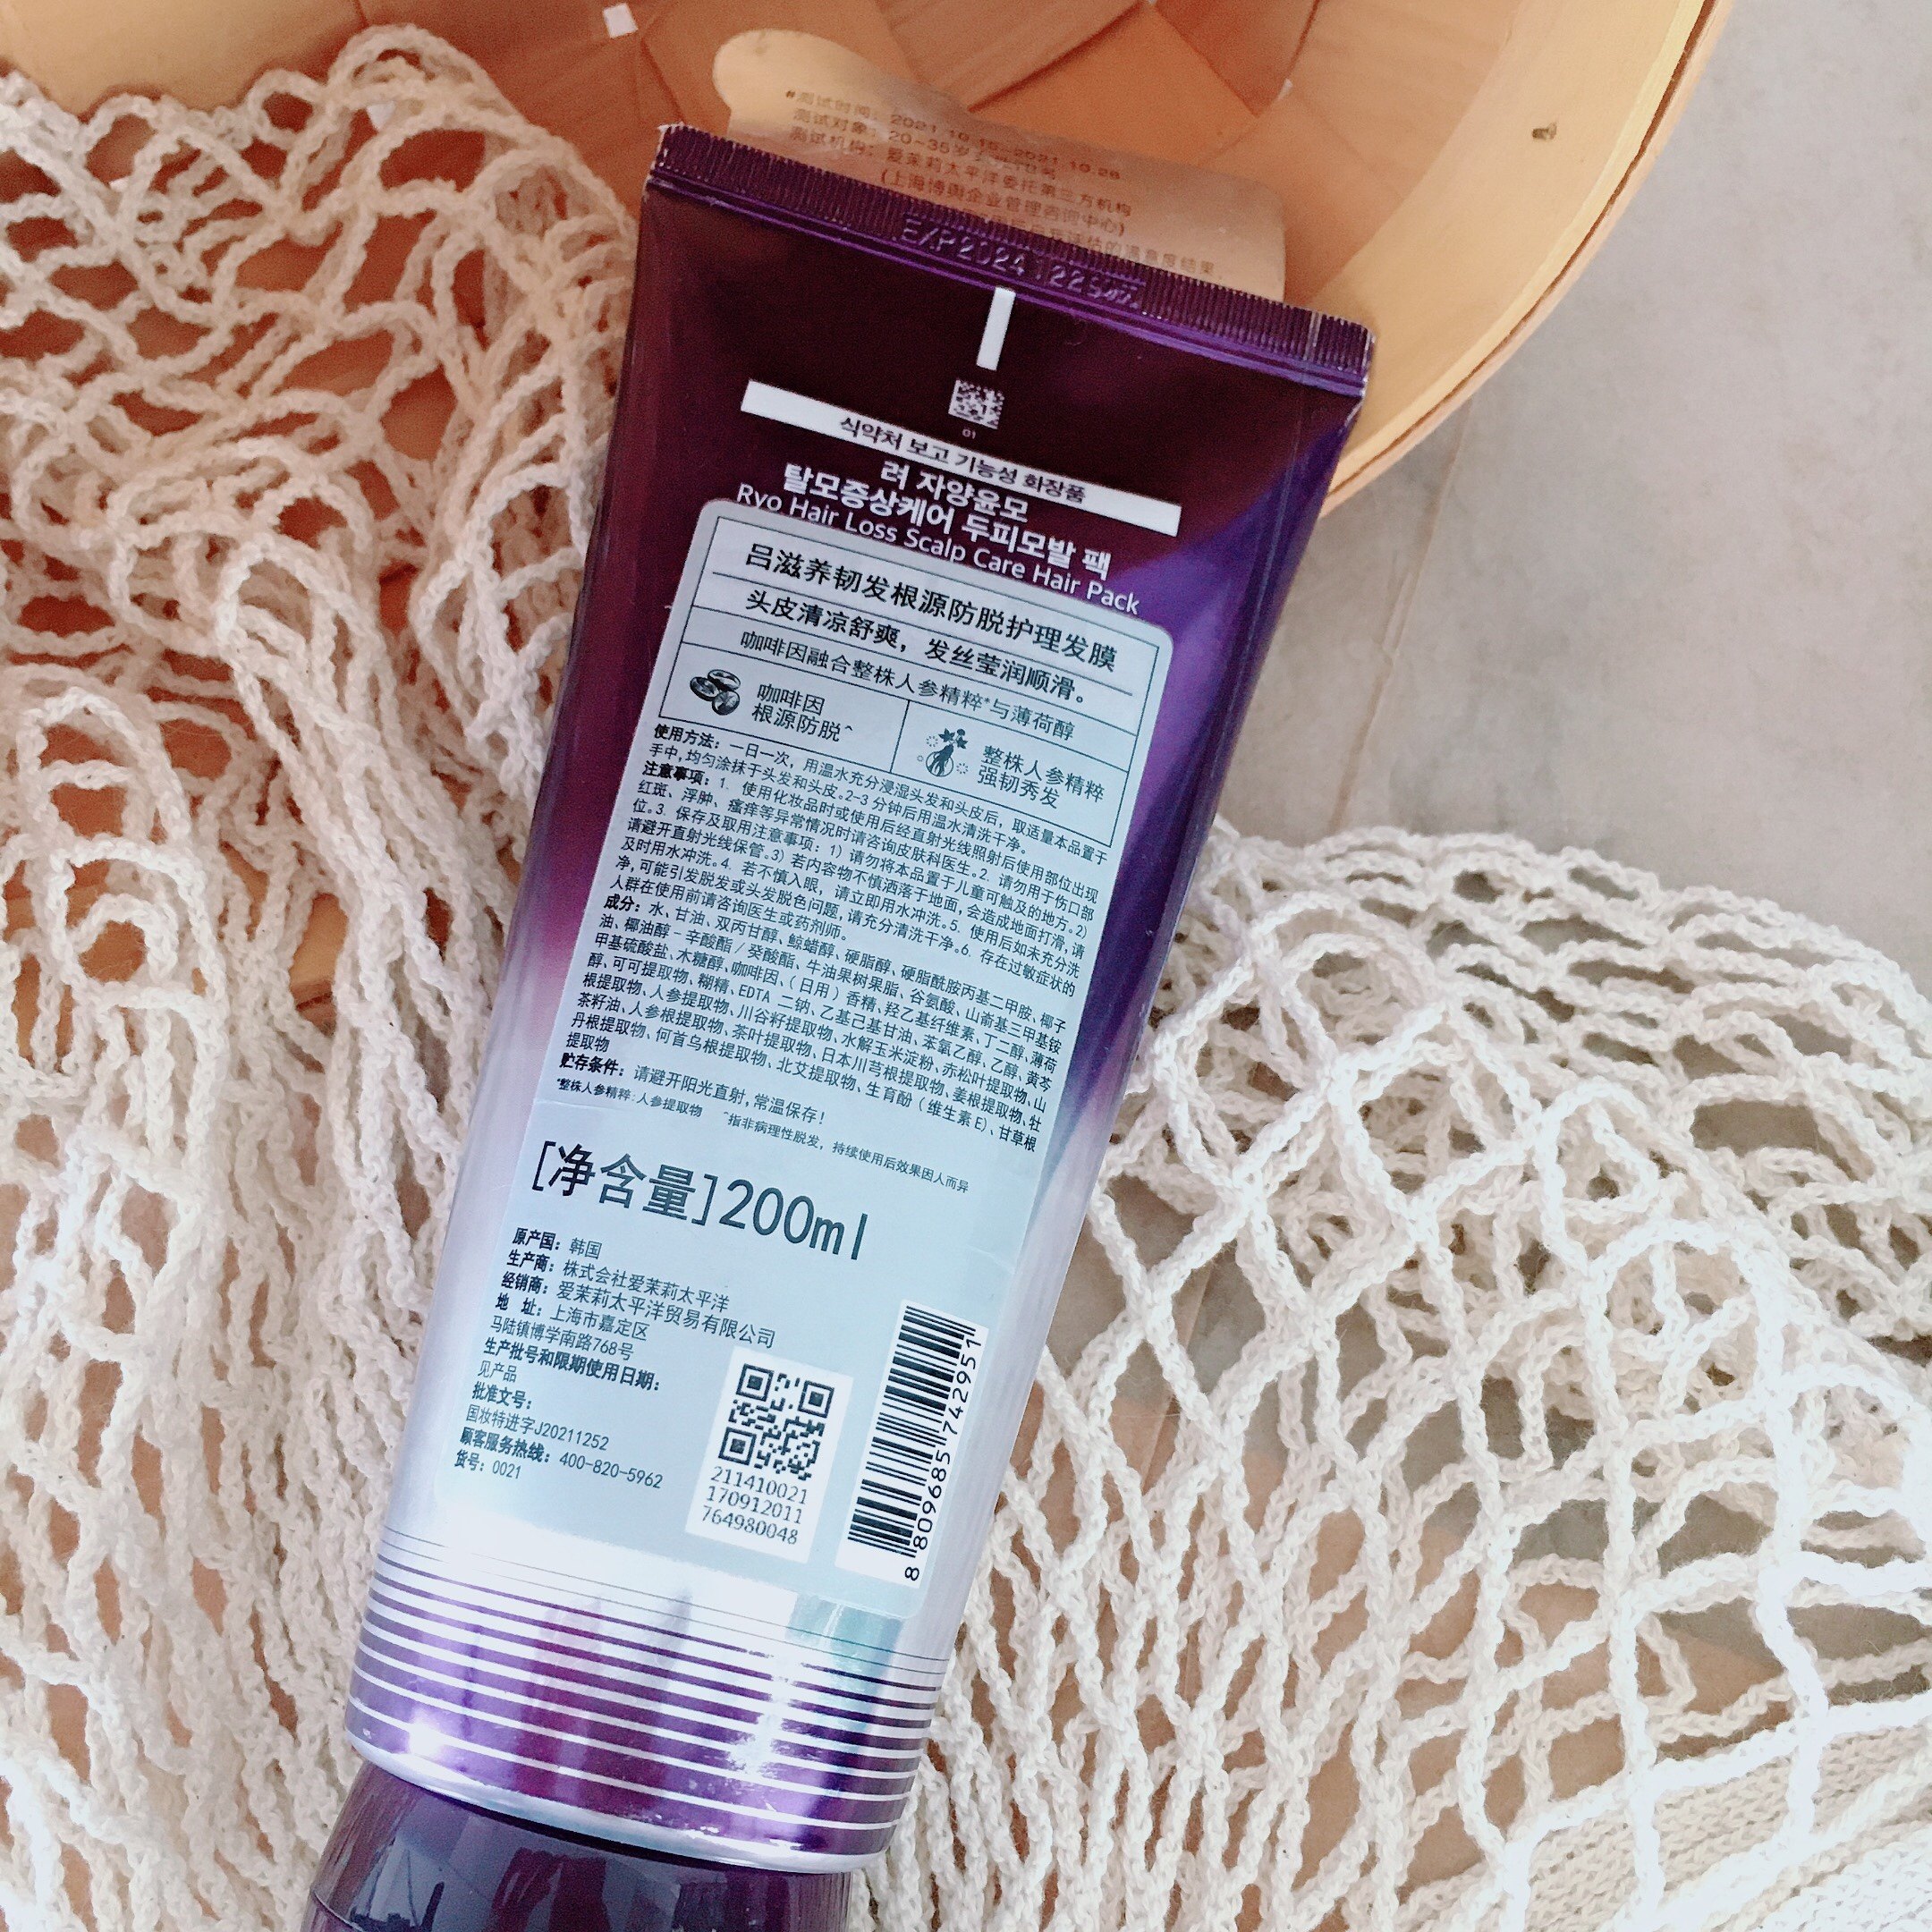 *测试时间：2021.10.15-2021.10.28
测试对象：20-35岁
测试机构：爱茉莉太平洋委托第三方机构
(上海博圆企业管理咨询中心)
评估的满意度结果，
EXP2024 122
01
식약처 보고 기능성 화장품
려 자양윤모
탈모증상케어 두피모발 팩
Ryo Hair Loss Scalp Care Hair Pack
吕滋养韧发根源防脱护理发膜
头皮清凉舒爽，发丝莹润顺滑。
咖啡因融合整株人参精粹*与薄荷醇
咖啡因
根源防脱^
整株人参精粹
强韧秀发
使用方法：一日一次，用温水充分浸湿头发和头皮后，取适量本品置于
手中，均匀涂抹于头发和头皮。2-3 分钟后用温水清洗干净。
注意事项：1. 使用化妆品时或使用后经直射光线照射后使用部位出现
红斑、浮肿、瘙痒等异常情况时请咨询皮肤科医生。2. 请勿用于伤口部
位。3. 保存及取用注意事项：1) 请勿将本品置于儿童可触及的地方。2)
请避开直射光线保管。3) 若内容物不慎洒落于地面，会造成地面打滑，请
及时用水冲洗。4. 若不慎入眼，请立即用水冲洗。5. 使用后如未充分洗
净，可能引发脱发或头发脱色问题，请充分清洗干净。6. 存在过敏症状的
人群在使用前请咨询医生或药剂师。
成分：水、甘油、双丙甘醇、鲸蜡醇、硬脂醇、硬脂酰胺丙基二甲胺、椰子
油、椰油醇-辛酸酯/癸酸酯、牛油果树果脂、谷氨酸、山嵛基三甲基铵
甲基硫酸盐、木糖醇、咖啡因、(日用) 香精、羟乙基纤维素、丁二醇、薄荷
醇、可可提取物、糊精、EDTA 二钠、乙基己基甘油、苯氧乙醇、乙醇、黄芩
根提取物、人参提取物、川谷籽提取物、水解玉米淀粉、赤松叶提取物、山
茶籽油、人参根提取物、茶叶提取物、日本川芎根提取物、姜根提取物、牡
丹根提取物、何首乌根提取物、北艾提取物、生育酚 (维生素E)、甘草根
提取物
贮存条件：请避开阳光直射，常温保存！
*整株人参精粹：人参提取物 ^指非病理性脱发，持续使用后效果因人而异
[净含量]200ml
原产国：韩国
生产商：株式会社爱茉莉太平洋
经销商：爱茉莉太平洋贸易有限公司
地 址：上海市嘉定区
马陆镇博学南路768号
生产批号和限期使用日期：
见产品
批准文号：
国妆特进字J20211252
顾客服务热线：400-820-5962
货号：0021
211410021
170912011
764980048
8 809685 742951